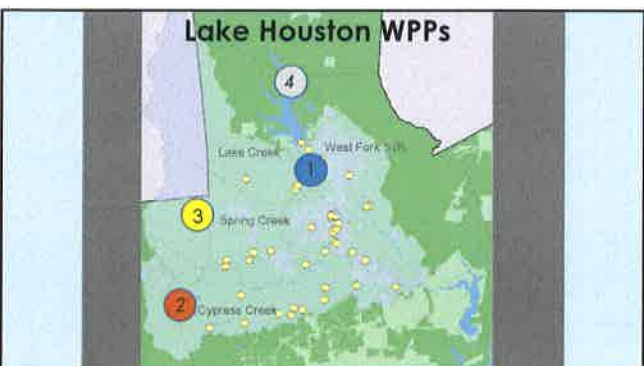 Lake Houston WPPs
4
Lake Creek
West Fork SJR
1
3
Spring Creek
2
Cypress Creek